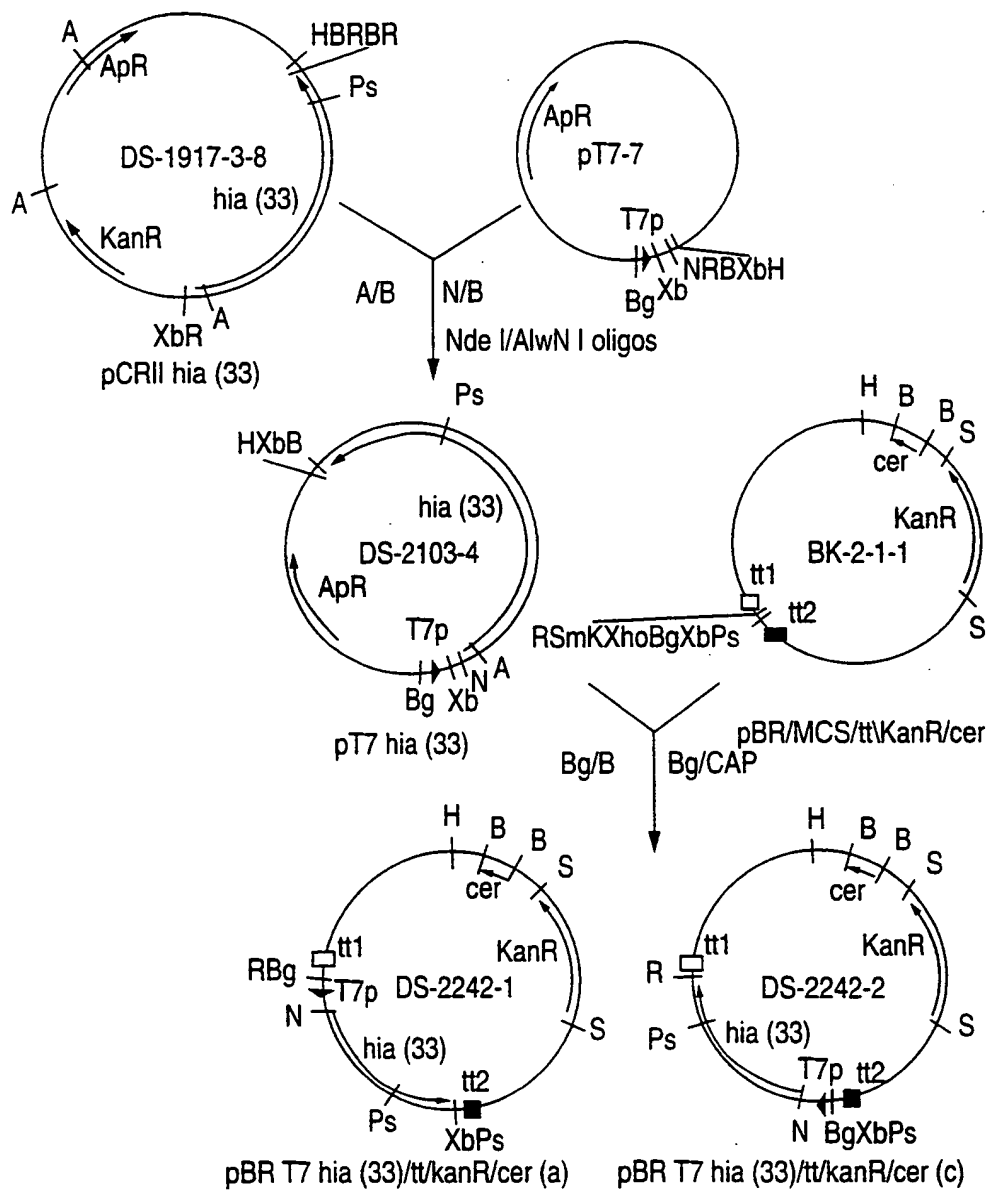 A
ApR
HBRBR
Ps
DS-1917-3-8
hia (33)
A
KanR
XbR
A
pCRII hia (33)
ApR
pT7-7
T7p
NRBXbH
Xb
Bg
A/B
N/B
Nde I/AlwN I oligos
Ps
HXbB
hia (33)
DS-2103-4
ApR
T7p
Bg
Xb
N
A
pT7 hia (33)
H
B
B
S
cer
KanR
BK-2-1-1
tt1
tt2
RSmKXhoBgXbPs
S
pBR/MCS/tt\KanR/cer
Bg/B
Bg/CAP
H
B
B
S
cer
KanR
tt1
RBg
T7p
DS-2242-1
N
hia (33)
S
tt2
Ps
XbPs
pBR T7 hia (33)/tt/kanR/cer (a)
H
B
B
S
cer
KanR
tt1
R
DS-2242-2
Ps
hia (33)
S
T7p
tt2
N
BgXbPs
pBR T7 hia (33)/tt/kanR/cer (c)